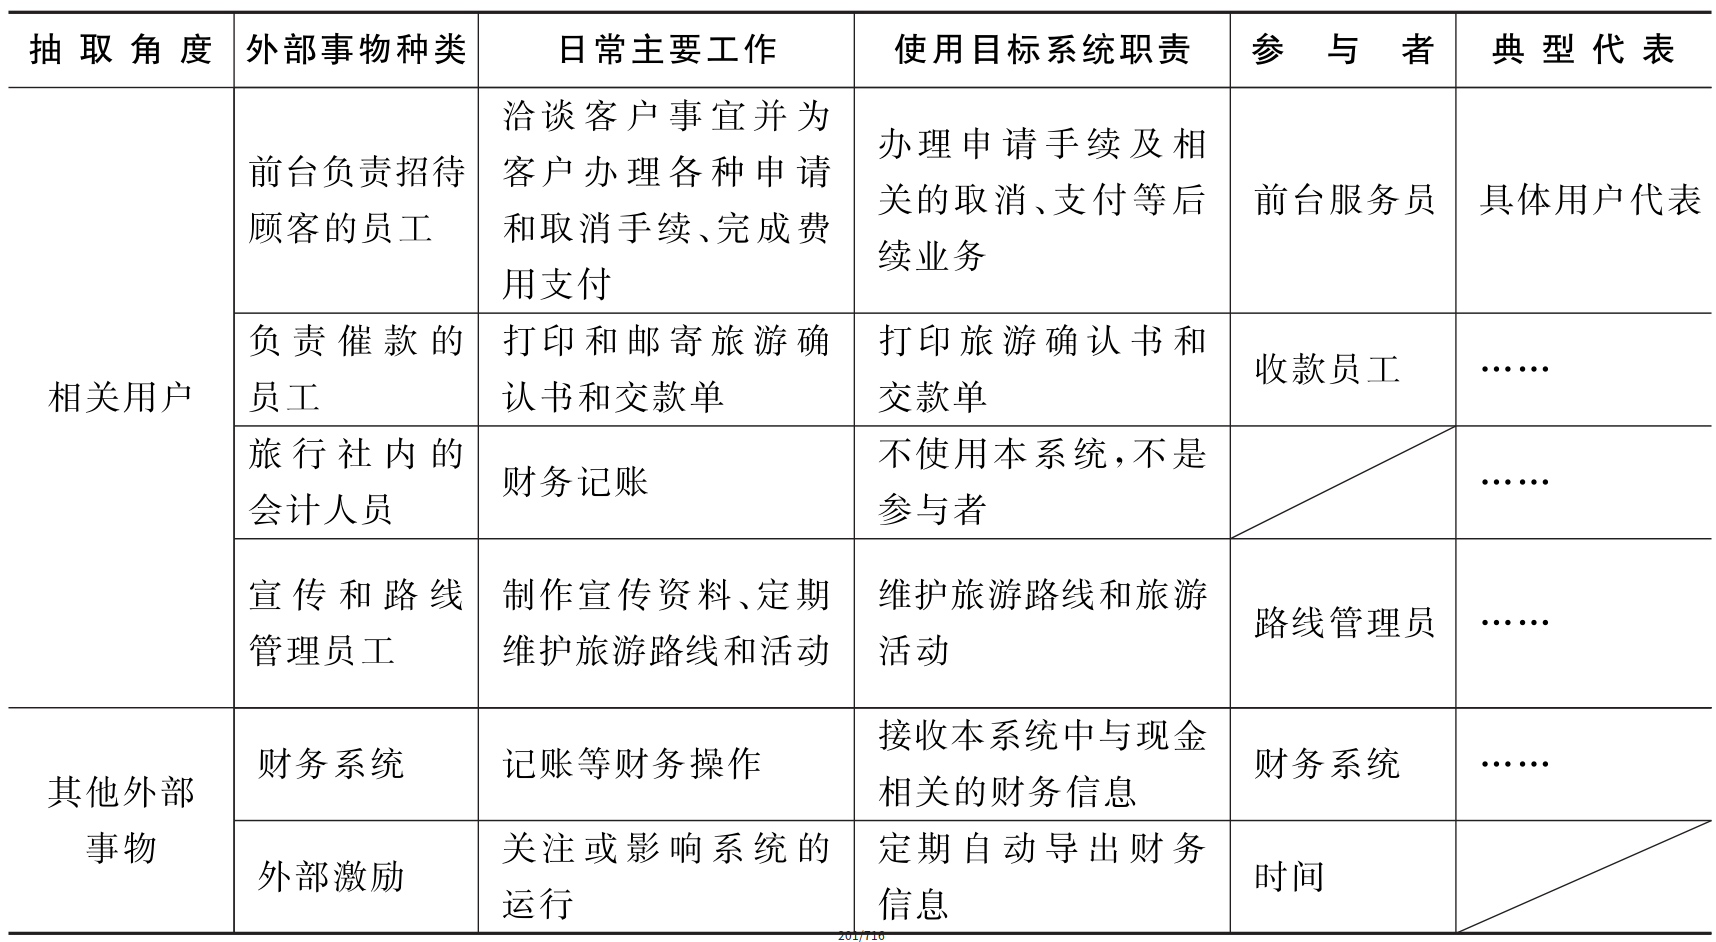 抽取角度 外部事物种类 日常主要工作 使用目标系统职责 参与者 典型代表
相关用户
前台负责招待
顾客的员工
洽谈客户事宜并为
客户办理各种申请
和取消手续、完成费
用支付
办理申请手续及相
关的取消、支付等后
续业务
前台服务员
具体用户代表
负责催款的
员工
打印和邮寄旅游确
认书和交款单
打印旅游确认书和
交款单
收款员工
……
旅行社内的
会计人员
财务记账
不使用本系统,不是
参与者
……
宣传和路线
管理员工
制作宣传资料、定期
维护旅游路线和活动
维护旅游路线和旅游
活动
路线管理员
……
其他外部
事物
财务系统
记账等财务操作
接收本系统中与现金
相关的财务信息
财务系统
……
外部激励
关注或影响系统的
运行
定期自动导出财务
信息
时间
201/716